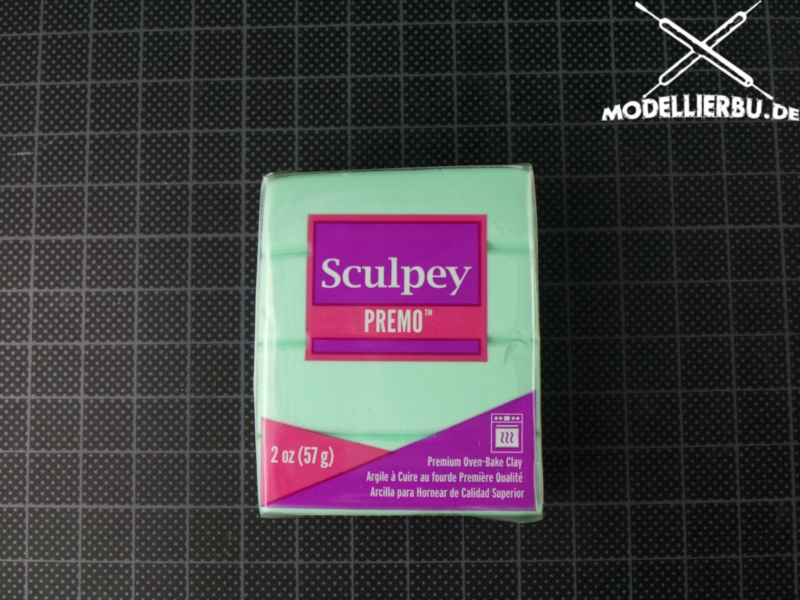 MODELLIERBU.DE
Sculpey
PREMO™
2 oz (57 g)
Premium Oven-Bake Clay
Argile à Cuire au fourde Première Qualité
Arcilla para Hornear de Calidad Superior